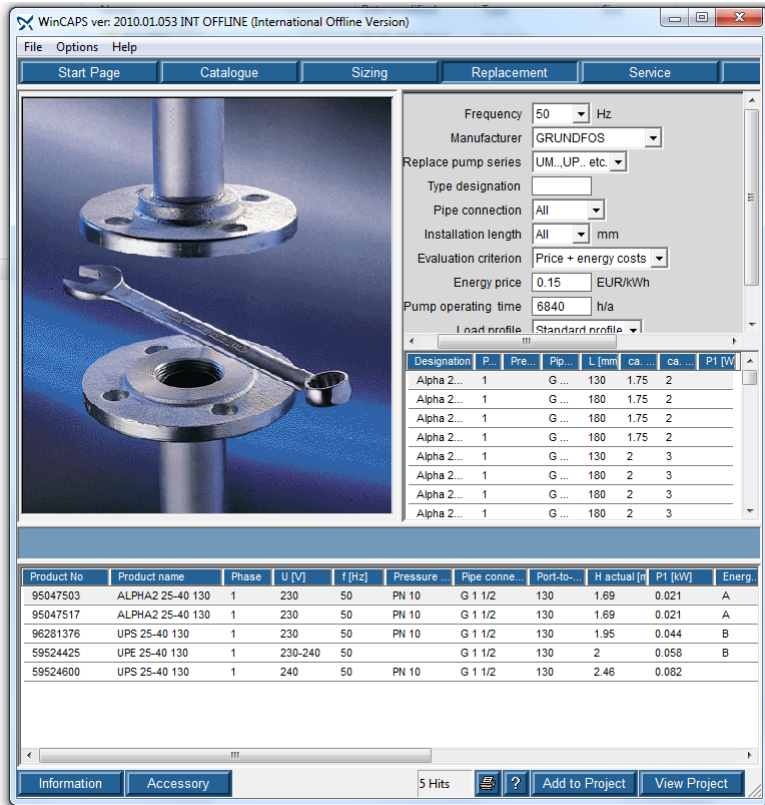 WinCAPS ver: 2010.01.053 INT OFFLINE (International Offline Version)
File Options Help
Start Page Catalogue Sizing Replacement Service
Frequency 50 Hz
Manufacturer GRUNDFOS
Replace pump series UM..,UP.. etc.
Type designation
Pipe connection All
Installation length All mm
Evaluation criterion Price + energy costs
Energy price 0.15 EUR/kWh
Pump operating time 6840 h/a
Load profile Standard profile
Designation P... Pre... Pip... L [mm ca. ... ca. ... P1 [W
Alpha 2... 1 G ... 130 1.75 2
Alpha 2... 1 G ... 180 1.75 2
Alpha 2... 1 G ... 180 1.75 2
Alpha 2... 1 G ... 180 1.75 2
Alpha 2... 1 G ... 130 2 3
Alpha 2... 1 G ... 180 2 3
Alpha 2... 1 G ... 180 2 3
Alpha 2... 1 G ... 180 2 3
Product No Product name Phase U [V] f [Hz] Pressure ... Pipe conne... Port-to-... H actual [m P1 [kW] Energ...
95047503 ALPHA2 25-40 130 1 230 50 PN 10 G 1 1/2 130 1.69 0.021 A
95047517 ALPHA2 25-40 130 1 230 50 PN 10 G 1 1/2 130 1.69 0.021 A
96281376 UPS 25-40 130 1 230 50 PN 10 G 1 1/2 130 1.95 0.044 B
59524425 UPE 25-40 130 1 230-240 50 G 1 1/2 130 2 0.058 B
59524600 UPS 25-40 130 1 240 50 PN 10 G 1 1/2 130 2.46 0.082
Information Accessory 5 Hits ? Add to Project View Project